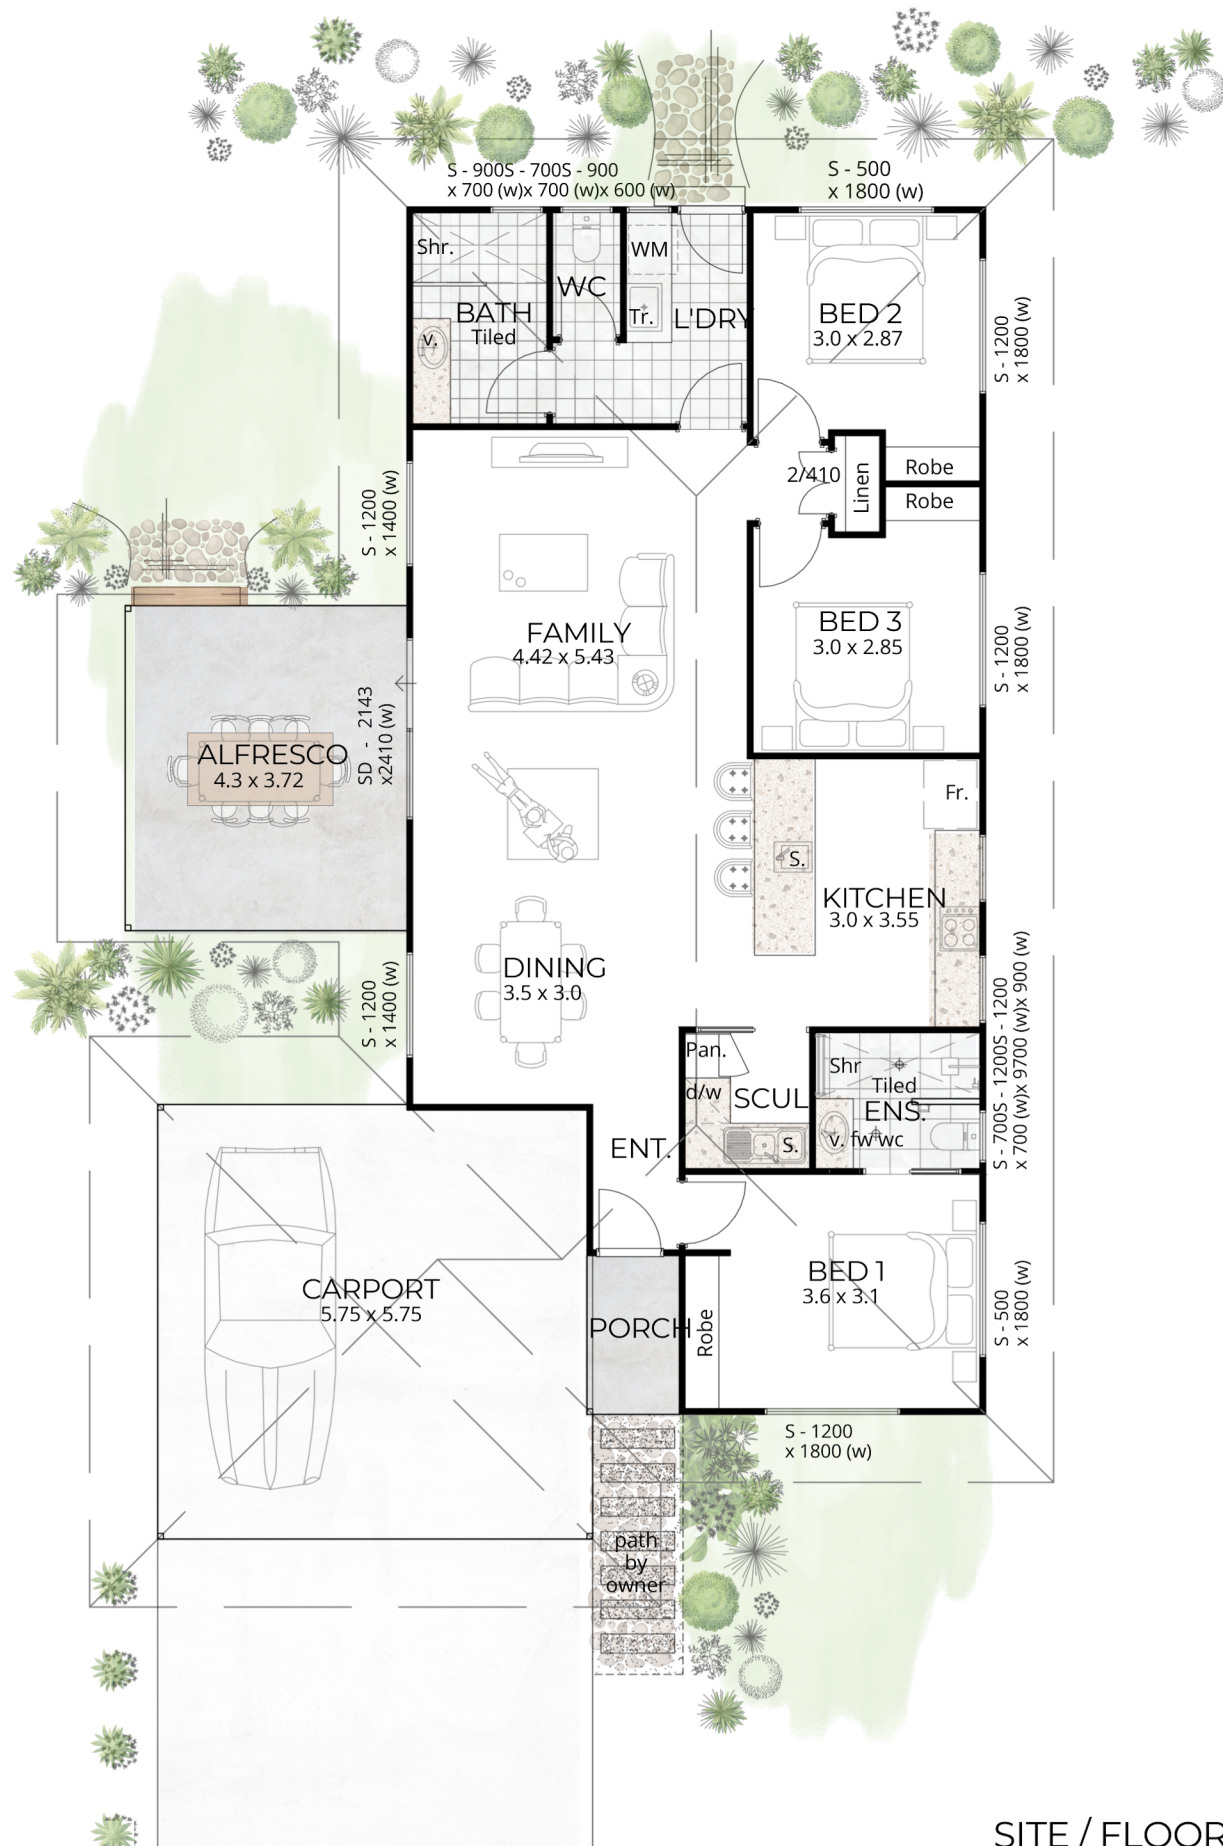 S - 900S - 700S - 900
x 700 (w)x 700 (w)x 600 (w)
S - 500
x 1800 (w)
Shr.
WM
WC
BATH
Tiled
v.
Tr.
L'DRY
BED 2
3.0 x 2.87
S - 1200
x 1800 (w)
2/410
Linen
Robe
Robe
S - 1200
x 1400 (w)
FAMILY
4.42 x 5.43
BED 3
3.0 x 2.85
S - 1200
x 1800 (w)
ALFRESCO
4.3 x 3.72
SD - 2143
x2410 (w)
Fr.
S.
KITCHEN
3.0 x 3.55
DINING
3.5 x 3.0
S - 1200
x 1400 (w)
S - 700S - 1200S - 1200
x 700 (w)x 9700 (w)x 900 (w)
Pan.
d/w
SCUL
S.
Shr
Tiled
ENS.
v. fw wc
ENT.
BED 1
3.6 x 3.1
S - 500
x 1800 (w)
CARPORT
5.75 x 5.75
PORCH
Robe
S - 1200
x 1800 (w)
path
by
owner
SITE / FLOOR